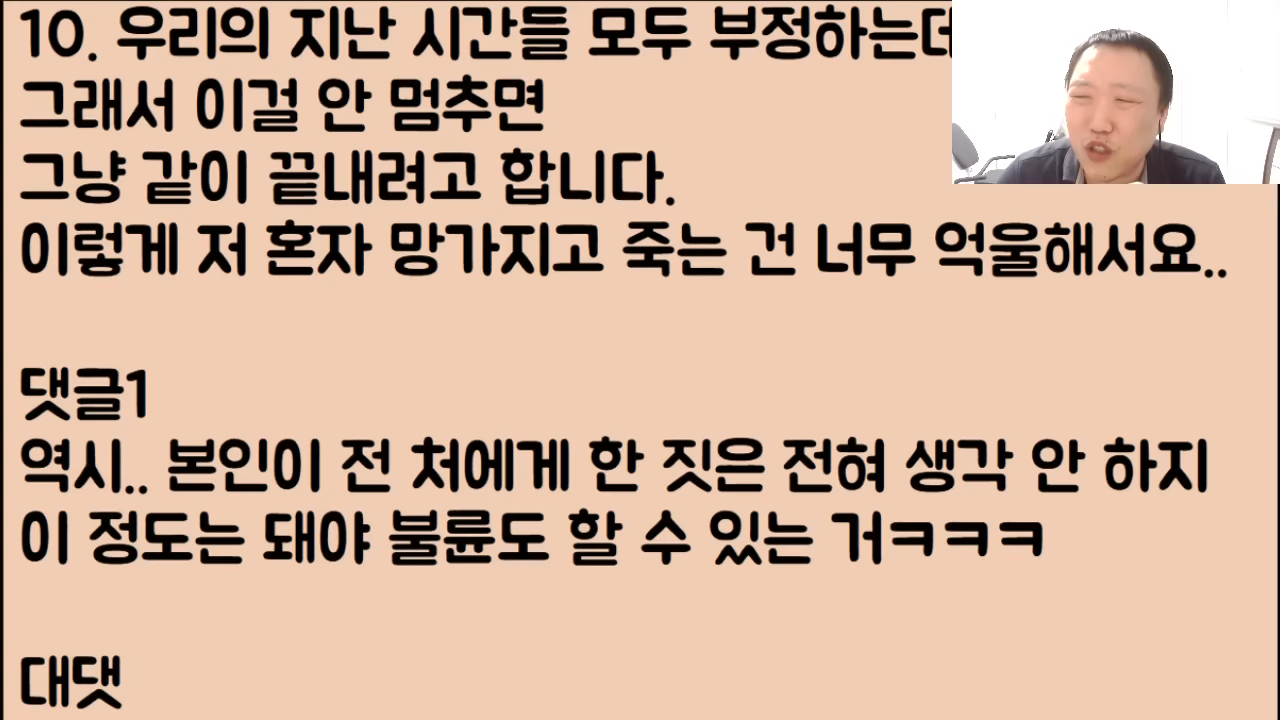 10. 우리의 지난 시간들 모두 부정하는데
그래서 이걸 안 멈추면
그냥 같이 끝내려고 합니다.
이렇게 저 혼자 망가지고 죽는 건 너무 억울해서요..
댓글1
역시.. 본인이 전 처에게 한 짓은 전혀 생각 안 하지
이 정도는 돼야 불륜도 할 수 있는 거ㅋㅋㅋ
대댓